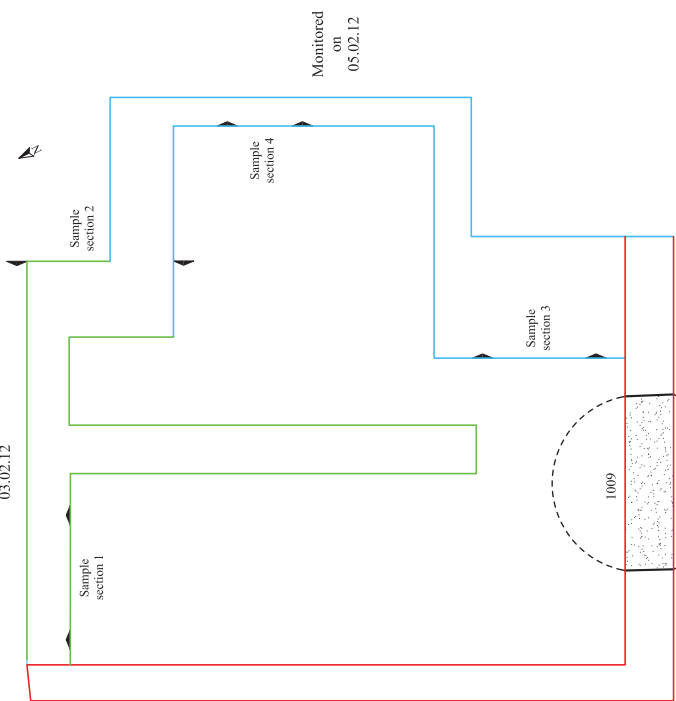 Monitored
on
05.02.12
N
Sample
section 4
Sample
section 2
Sample
section 3
03.02.12
1009
Sample
section 1